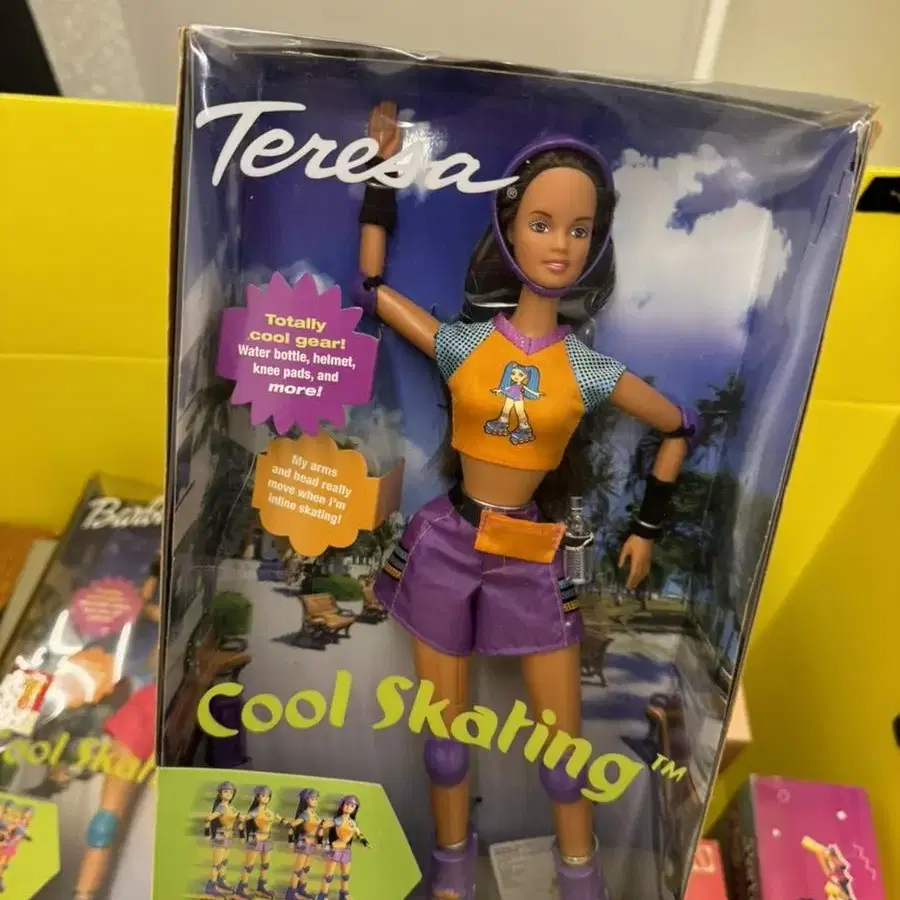 Teresa®
Totally
cool gear!
Water bottle, helmet,
knee pads, and
more!
My arms
and head really
move when I'm
inline skating!
Cool Skating™
Barb
ool Skat